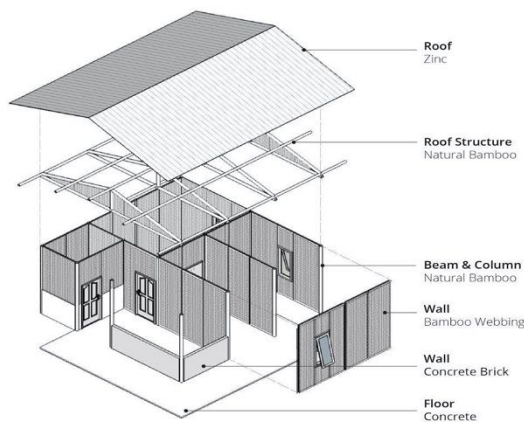 Roof
Zinc
Roof Structure
Natural Bamboo
Beam & Column
Natural Bamboo
Wall
Bamboo Webbing
Wall
Concrete Brick
Floor
Concrete